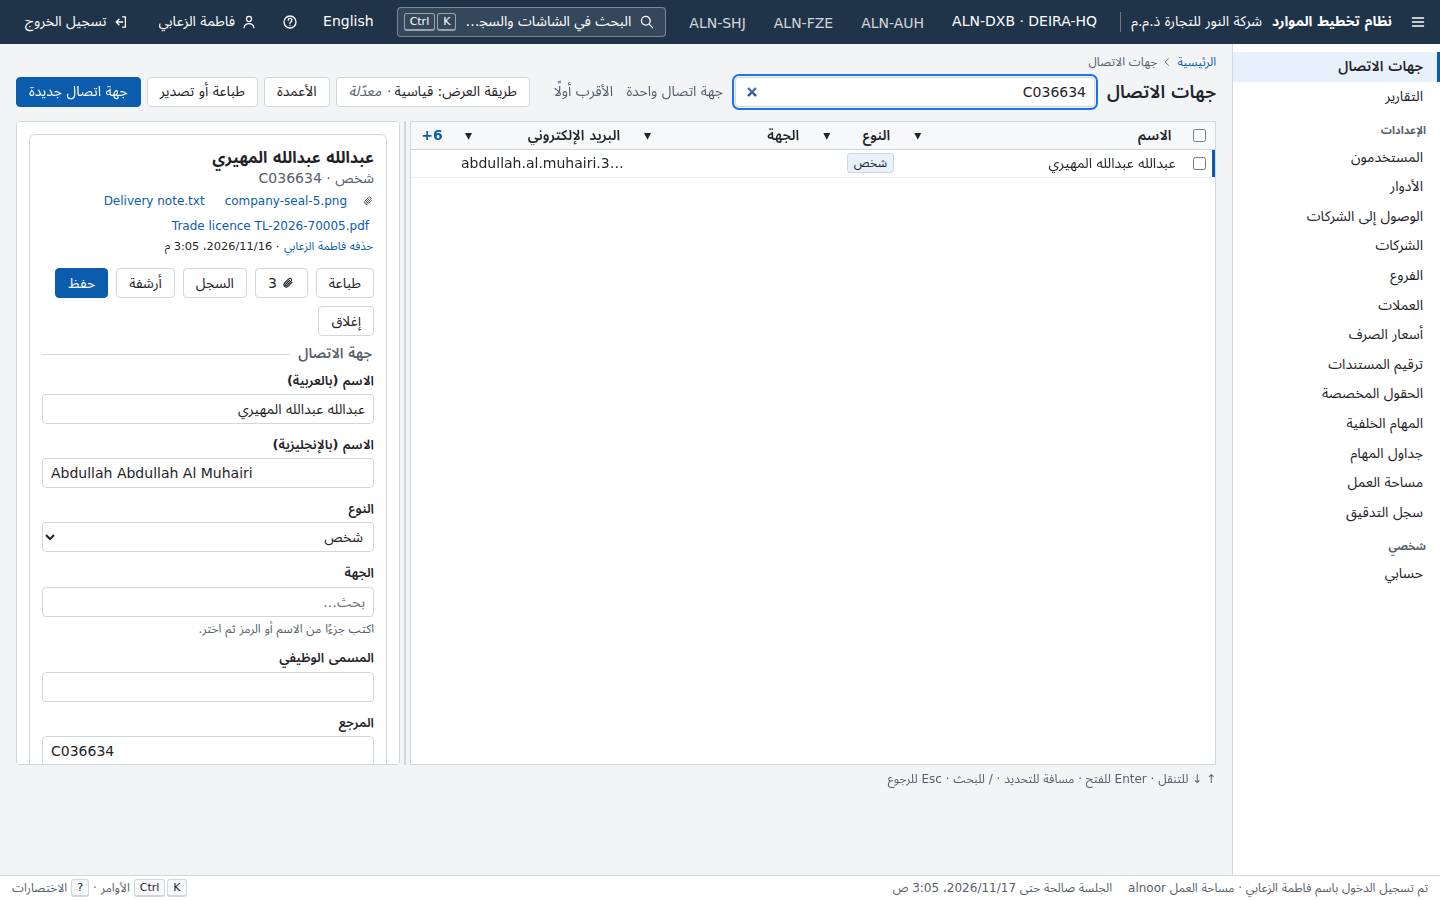 نظام تخطيط الموارد شركة النور للتجارة ذ.م.م ALN-DXB · DEIRA-HQ ALN-AUH ALN-FZE ALN-SHJ البحث في الشاشات والسج... Ctrl K English فاطمة الزعابي تسجيل الخروج
جهات الاتصال
التقارير
الإعدادات
المستخدمون
الأدوار
الوصول إلى الشركات
الشركات
الفروع
العملات
أسعار الصرف
ترقيم المستندات
الحقول المخصصة
المهام الخلفية
جداول المهام
مساحة العمل
سجل التدقيق
شخصي
حسابي
الرئيسية › جهات الاتصال
جهات الاتصال C036634 × جهة اتصال واحدة الأقرب أولًا طريقة العرض: قياسية · معدّلة الأعمدة طباعة أو تصدير جهة اتصال جديدة
الاسم ▼ النوع ▼ الجهة ▼ البريد الإلكتروني ▼ +6
عبدالله عبدالله المهيري شخص abdullah.al.muhairi.3...
↑ ↓ للتنقل · Enter للفتح · مسافة للتحديد · / للبحث · Esc للرجوع
عبدالله عبدالله المهيري
شخص · C036634
company-seal-5.png Delivery note.txt
Trade licence TL-2026-70005.pdf
حذفه فاطمة الزعابي · 2026/11/16، 3:05 م
طباعة 3 السجل أرشفة حفظ
إغلاق
جهة الاتصال
الاسم (بالعربية)
عبدالله عبدالله المهيري
الاسم (بالإنجليزية)
Abdullah Abdullah Al Muhairi
النوع
شخص
الجهة
بحث...
اكتب جزءًا من الاسم أو الرمز ثم اختر.
المسمى الوظيفي
المرجع
C036634
تم تسجيل الدخول باسم فاطمة الزعابي · مساحة العمل alnoor الجلسة صالحة حتى 2026/11/17، 3:05 ص Ctrl K الأوامر · ? الاختصارات